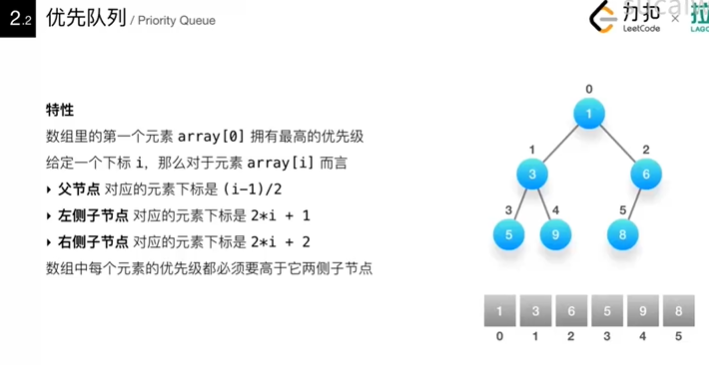 2.2 优先队列 / Priority Queue
力扣
LeetCode
×
拉
LAGO
特性
数组里的第一个元素 array[0] 拥有最高的优先级
给定一个下标 i，那么对于元素 array[i] 而言
▸ 父节点 对应的元素下标是 (i-1)/2
▸ 左侧子节点 对应的元素下标是 2*i + 1
▸ 右侧子节点 对应的元素下标是 2*i + 2
数组中每个元素的优先级都必须要高于它两侧子节点
0
1
1 2
3 6
3 4 5
5 9 8
1 3 6 5 9 8
0 1 2 3 4 5